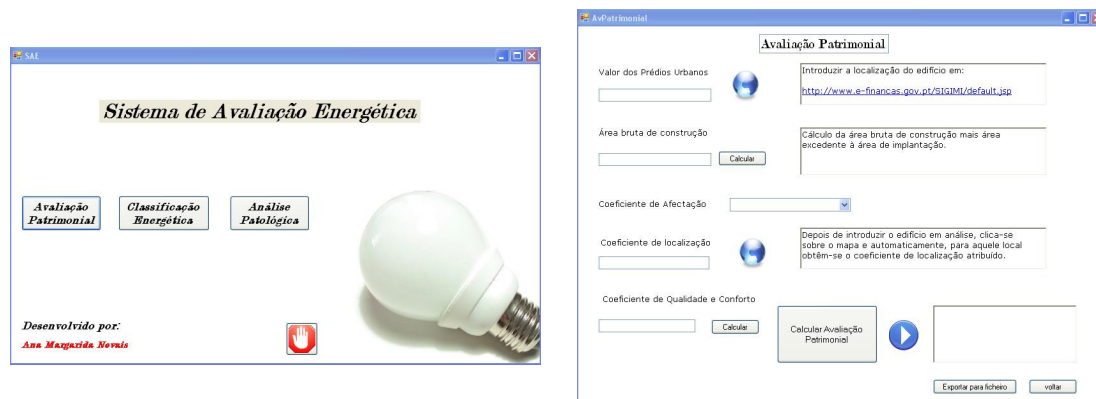 SAE
Sistema de Avaliação Energética
Avaliação
Patrimonial
Classificação
Energética
Análise
Patológica
Desenvolvido por:
Ana Margarida Novais
AvPatrimonial
Avaliação Patrimonial
Valor dos Prédios Urbanos
Introduzir a localização do edifício em:
http://www.e-financas.gov.pt/SIGIMI/default.jsp
Área bruta de construção
Calcular
Cálculo da área bruta de construção mais área
excedente à área de implantação.
Coeficiente de Afectação
Coeficiente de localização
Depois de introduzir o edifício em análise, clica-se
sobre o mapa e automaticamente, para aquele local
obtêm-se o coeficiente de localização atribuído.
Coeficiente de Qualidade e Conforto
Calcular
Calcular Avaliação
Patrimonial
Exportar para ficheiro
voltar